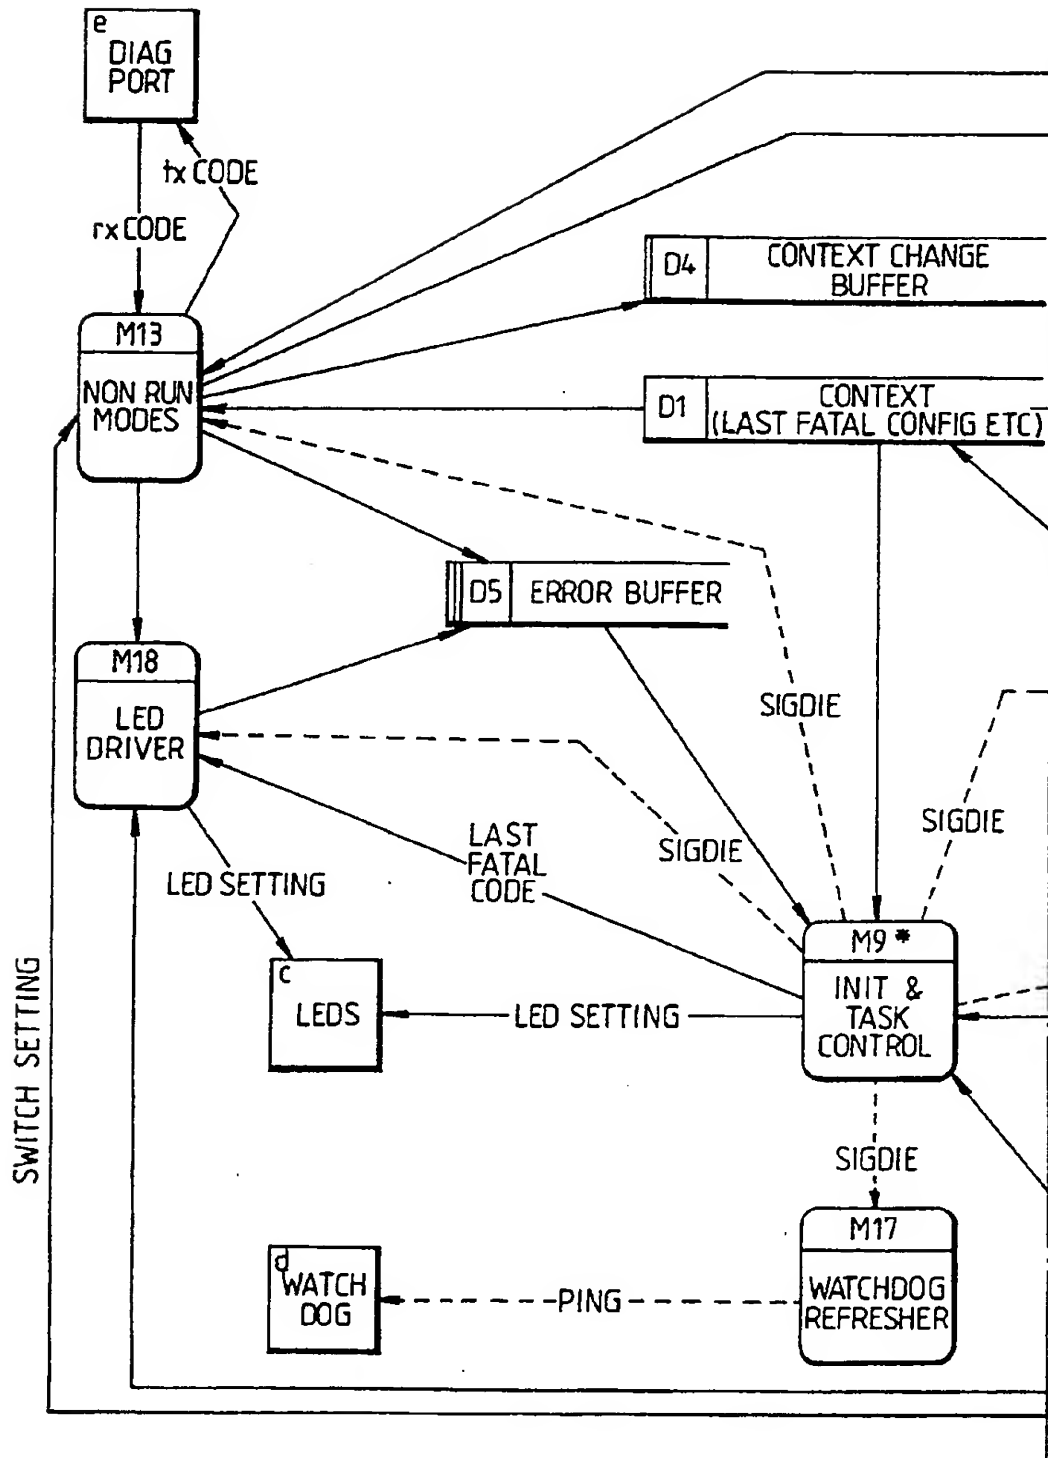 e
DIAG
PORT
tx CODE
rx CODE
D4
CONTEXT CHANGE
BUFFER
M13
NON RUN
MODES
D1
CONTEXT
(LAST FATAL CONFIG ETC)
D5
ERROR BUFFER
M18
LED
DRIVER
SIGDIE
SIGDIE
SIGDIE
LAST
FATAL
CODE
LED SETTING
M9 *
INIT &
TASK
CONTROL
c
LEDS
LED SETTING
SWITCH SETTING
SIGDIE
M17
WATCHDOG
REFRESHER
d
WATCH
DOG
PING